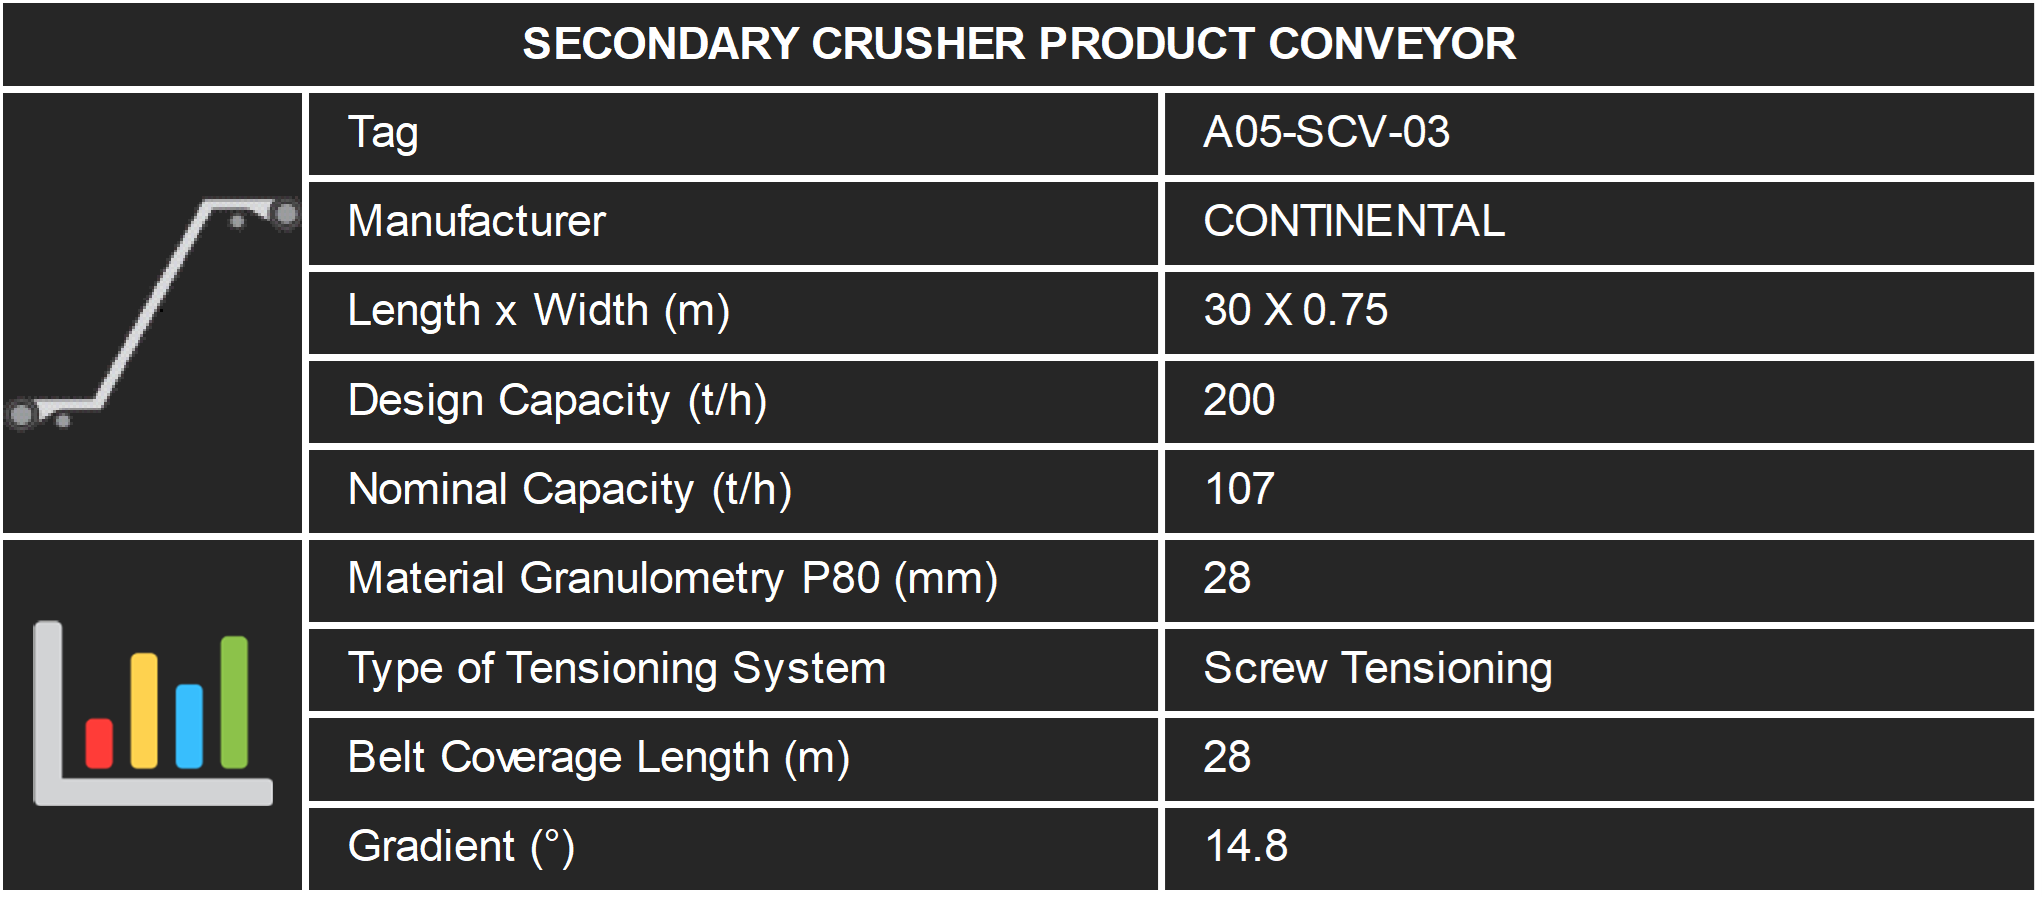 SECONDARY CRUSHER PRODUCT CONVEYOR
Tag A05-SCV-03
Manufacturer CONTINENTAL
Length x Width (m) 30 X 0.75
Design Capacity (t/h) 200
Nominal Capacity (t/h) 107
Material Granulometry P80 (mm) 28
Type of Tensioning System Screw Tensioning
Belt Coverage Length (m) 28
Gradient (°) 14.8